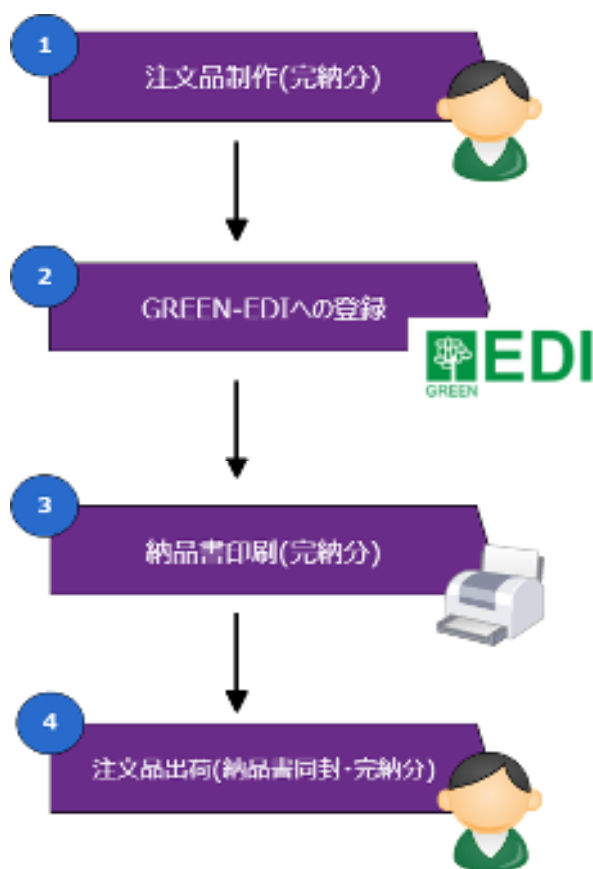 1
注文品制作(完納分)
2
GREEN-EDIへの登録
EDI
GREEN
3
納品書印刷(完納分)
4
注文品出荷(納品書同封・完納分)